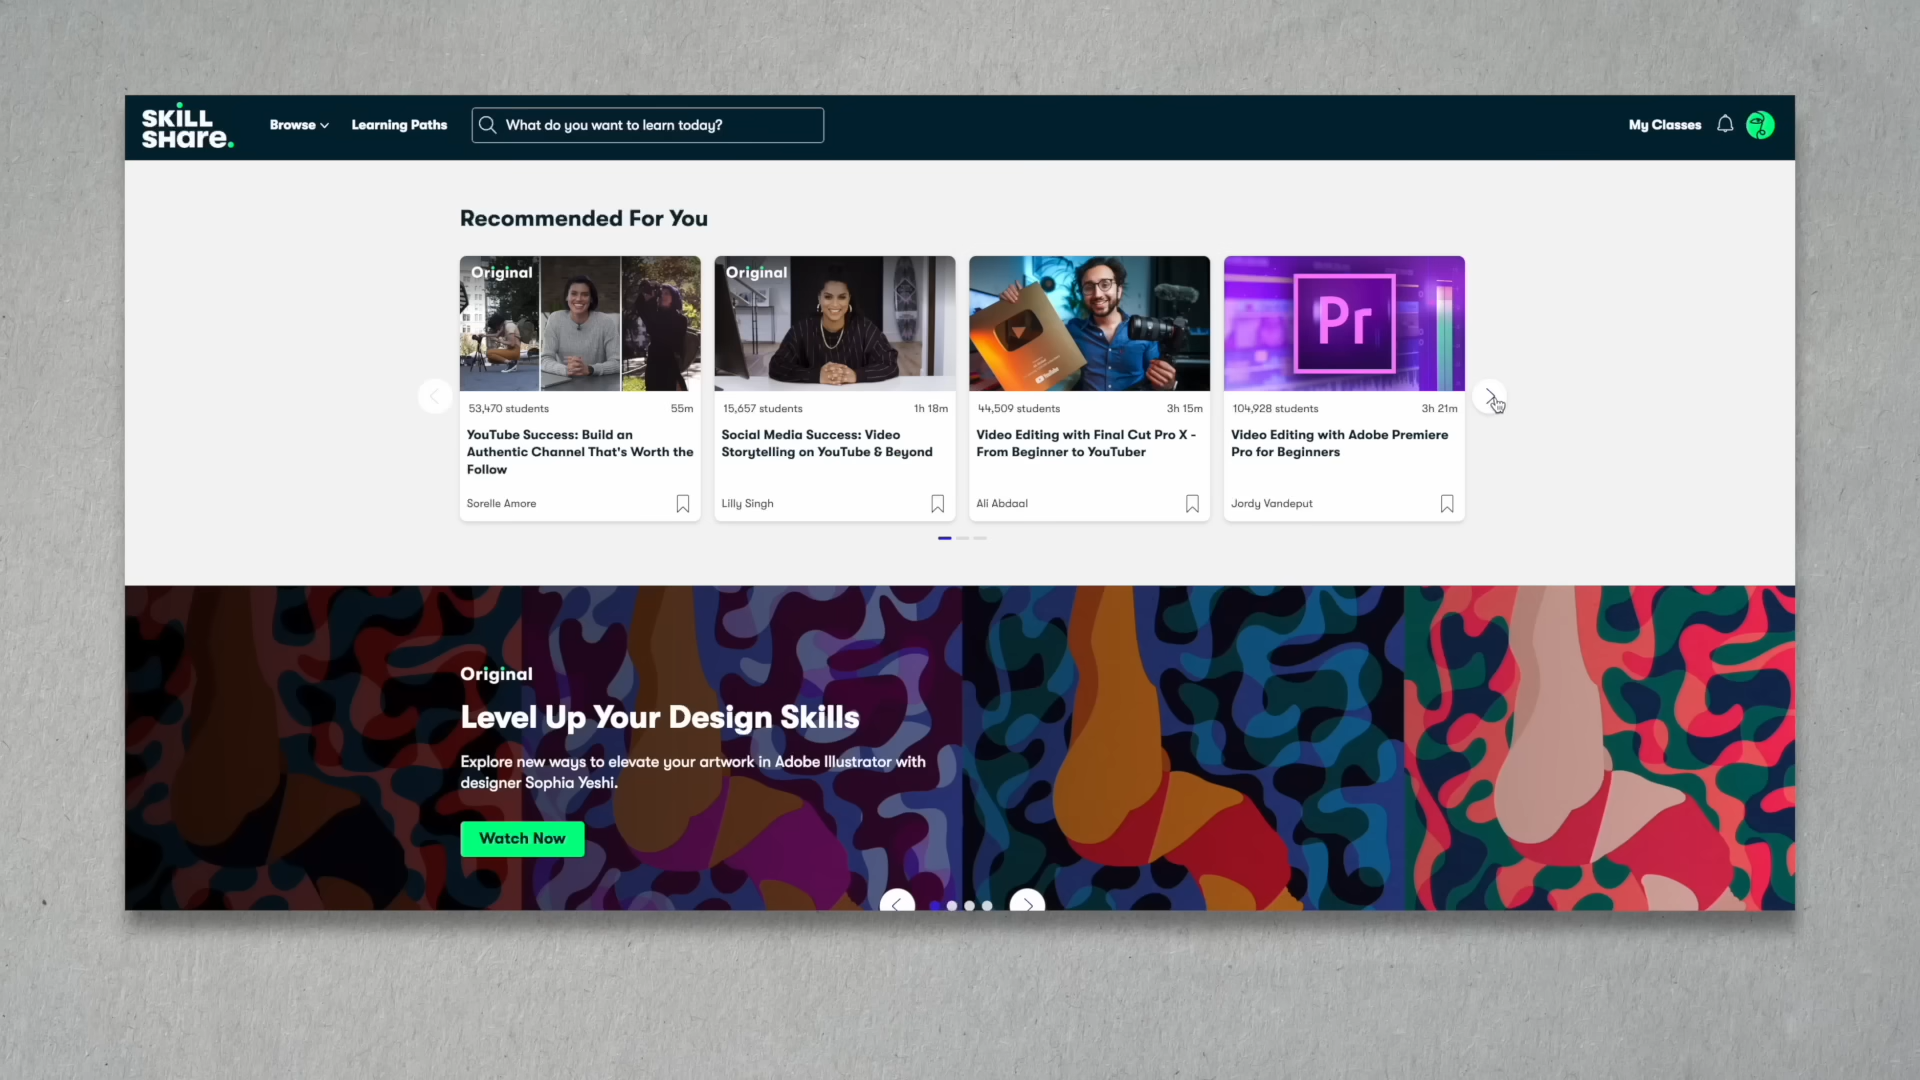 SKILL
SHare.
Browse
Learning Paths
What do you want to learn today?
My Classes
Recommended For You
Original
53,470 students
55m
YouTube Success: Build an
Authentic Channel That's Worth the
Follow
Sorelle Amore
Original
15,657 students
1h 18m
Social Media Success: Video
Storytelling on YouTube & Beyond
Lilly Singh
YouTube
44,509 students
3h 15m
Video Editing with Final Cut Pro X -
From Beginner to YouTuber
Ali Abdaal
Pr
104,928 students
3h 21m
Video Editing with Adobe Premiere
Pro for Beginners
Jordy Vandeput
Original
Level Up Your Design Skills
Explore new ways to elevate your artwork in Adobe Illustrator with
designer Sophia Yeshi.
Watch Now